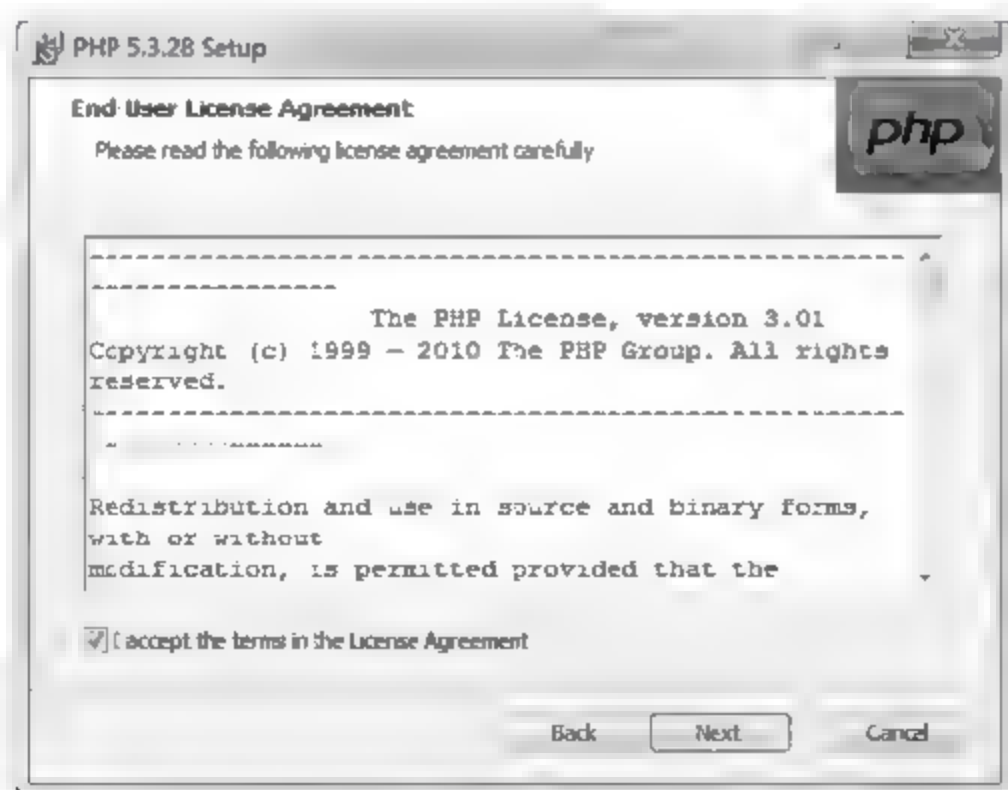 PHP 5.3.28 Setup
End-User License Agreement
Please read the following license agreement carefully
php
-----------------------------------------------------
----------------
The PHP License, version 3.01
Copyright (c) 1999 - 2010 The PHP Group. All rights
reserved.
-----------------------------------------------------
Redistribution and use in source and binary forms,
with or without
modification, is permitted provided that the
I accept the terms in the License Agreement
Back
Next
Cancel